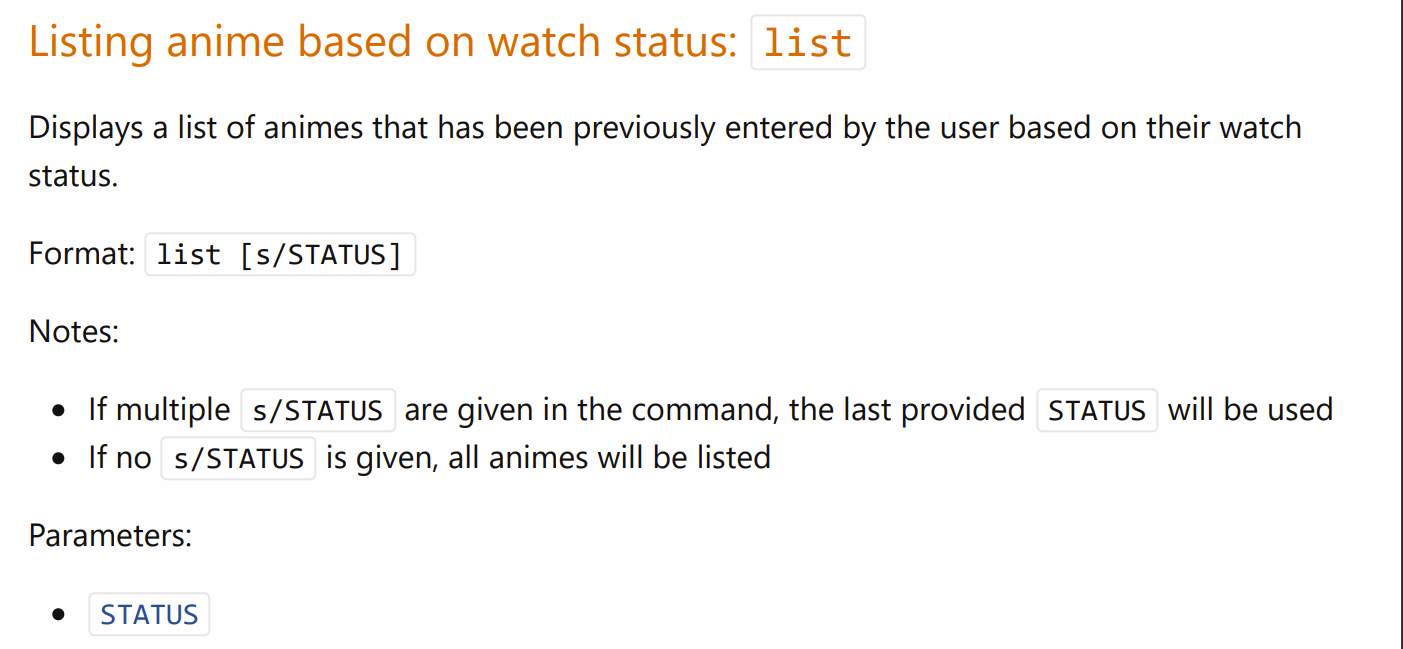 Listing anime based on watch status: list
Displays a list of animes that has been previously entered by the user based on their watch
status.
Format: list [s/STATUS]
Notes:
• If multiple s/STATUS are given in the command, the last provided STATUS will be used
• If no s/STATUS is given, all animes will be listed
Parameters:
• STATUS